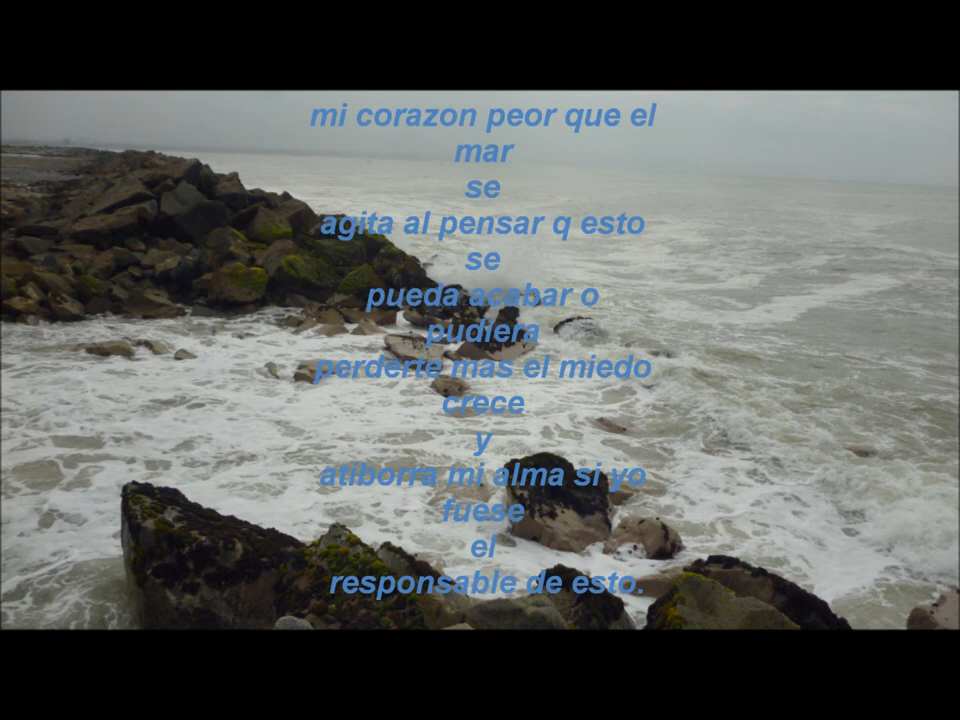 mi corazon peor que el
mar
se
agita al pensar q esto
se
pueda acabar o
pudiera
perderte mas el miedo
crece
y
atiborra mi alma si yo
fuese
el
responsable de esto.